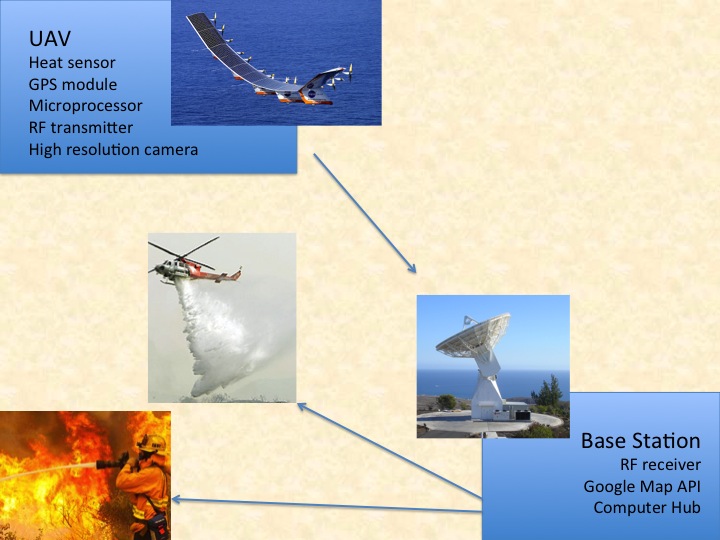 UAV
Heat sensor
GPS module
Microprocessor
RF transmitter
High resolution camera
Base Station
RF receiver
Google Map API
Computer Hub